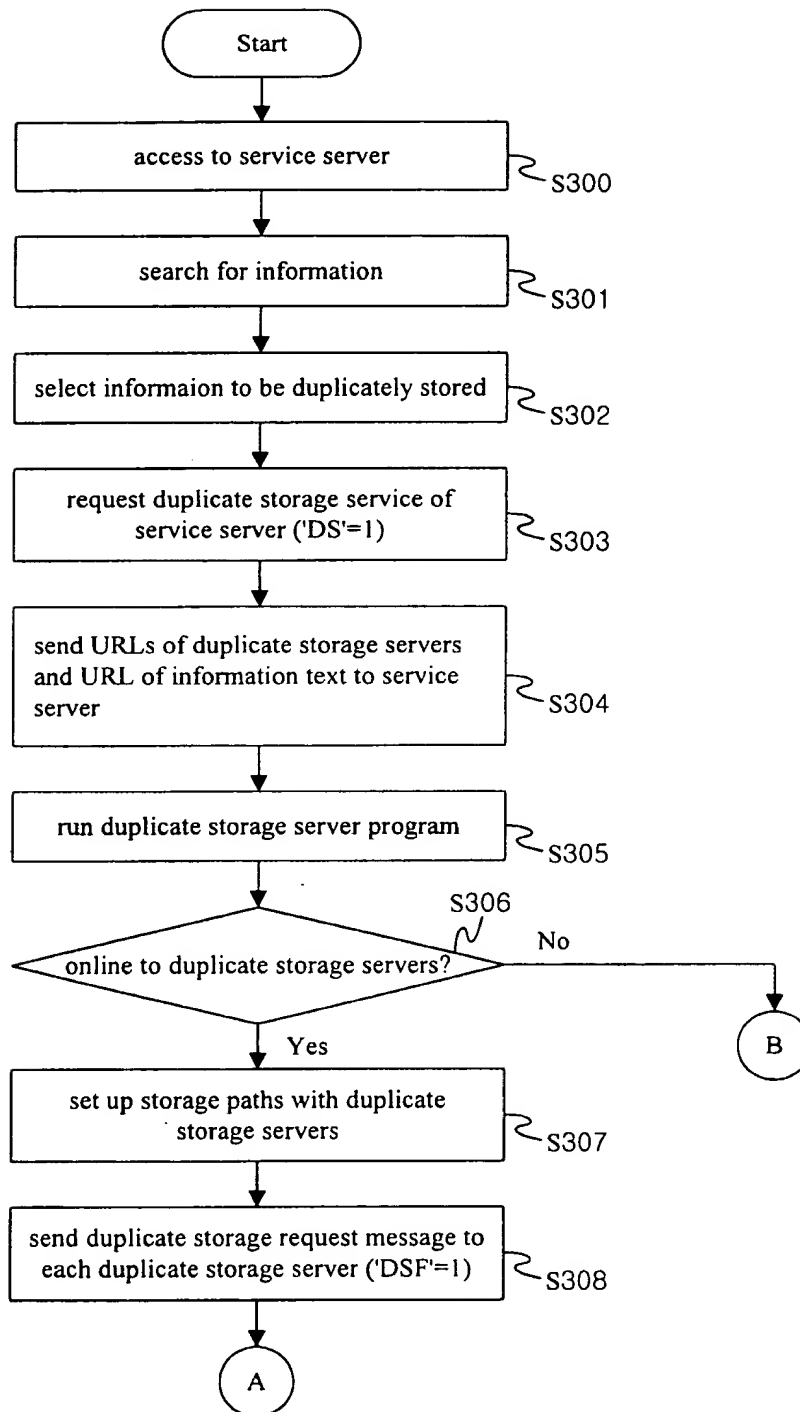 Start
access to service server
S300
search for information
S301
select informaion to be duplicately stored
S302
request duplicate storage service of
service server ('DS'=1)
S303
send URLs of duplicate storage servers
and URL of information text to service
server
S304
run duplicate storage server program
S305
S306
online to duplicate storage servers?
No
B
Yes
set up storage paths with duplicate
storage servers
S307
send duplicate storage request message to
each duplicate storage server ('DSF'=1)
S308
A